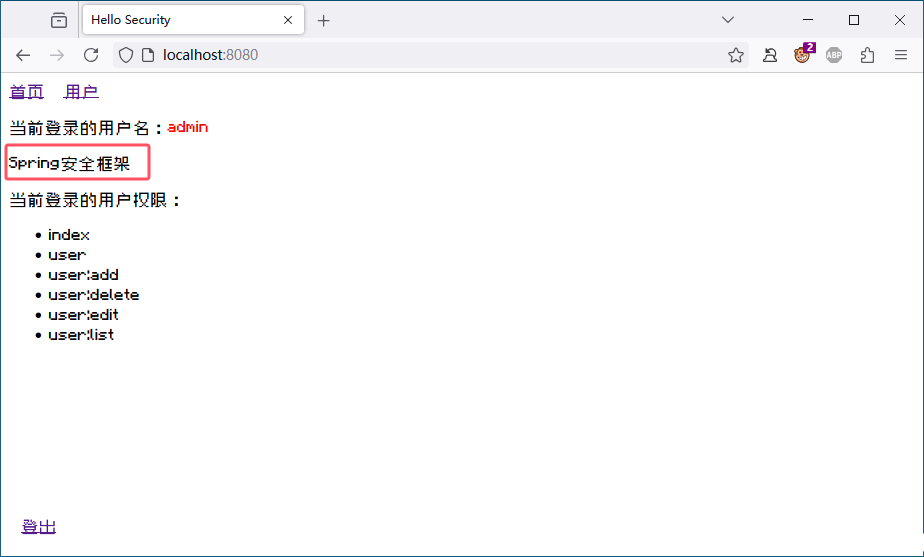 Hello Security
localhost:8080
2
ABP
首页 用户
当前登录的用户名：admin
Spring安全框架
当前登录的用户权限：
• index
• user
• user:add
• user:delete
• user:edit
• user:list
登出